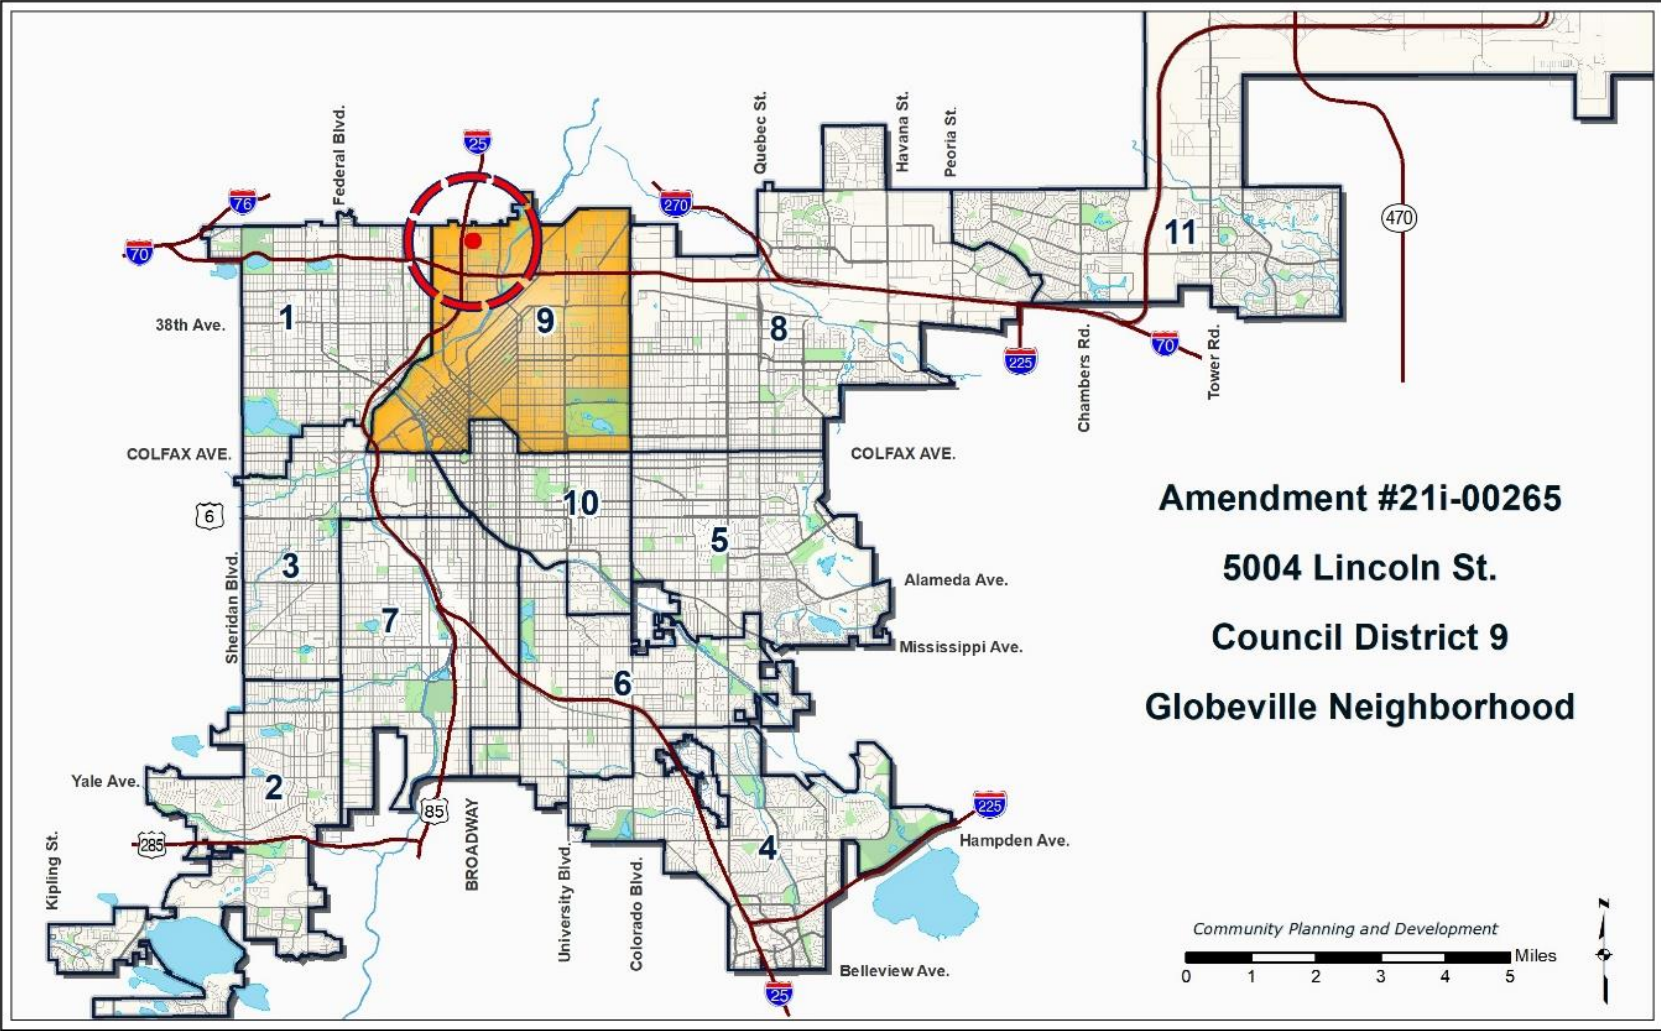 Federal Blvd.
25
Quebec St.
Havana St.
Peoria St.
76
270
470
70
11
1
9
8
38th Ave.
225
70
Chambers Rd.
Tower Rd.
COLFAX AVE.
COLFAX AVE.
10
6
5
Amendment #21i-00265
3
Sheridan Blvd.
Alameda Ave.
5004 Lincoln St.
7
Mississippi Ave.
Council District 9
6
Globeville Neighborhood
Yale Ave.
2
85
BROADWAY
225
285
Kipling St.
University Blvd.
Colorado Blvd.
4
Hampden Ave.
Z
Community Planning and Development
Miles
0 1 2 3 4 5
Belleview Ave.
25